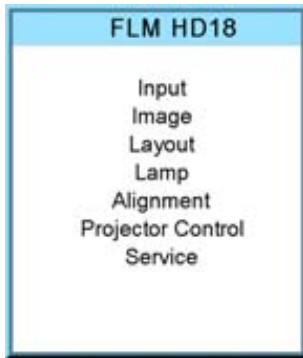 FLM HD18
Input
Image
Layout
Lamp
Alignment
Projector Control
Service